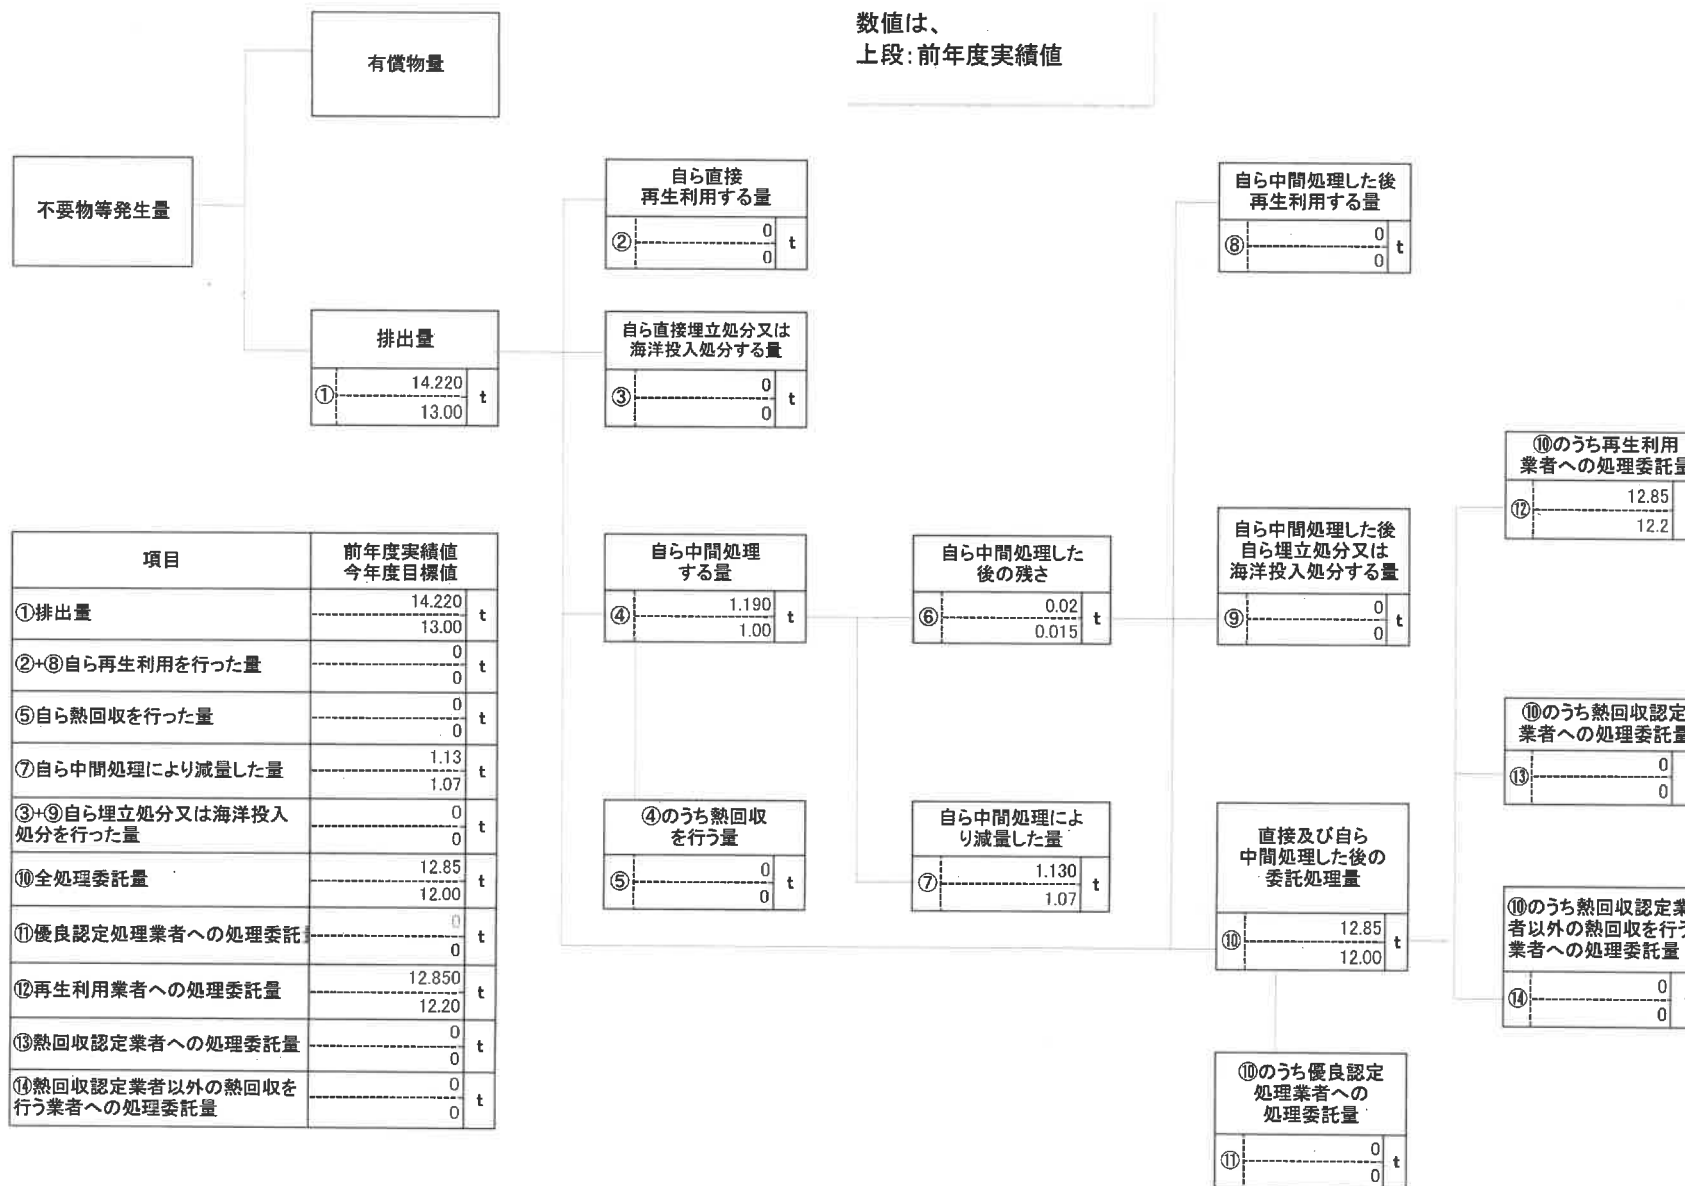 数値は、
上段:前年度実績値
有償物量
不要物等発生量
排出量
① 14.220 t
13.00
自ら直接
再生利用する量
② 0 t
0
自ら直接埋立処分又は
海洋投入処分する量
③ 0 t
0
自ら中間処理
する量
④ 1.190 t
1.00
④のうち熱回収
を行う量
⑤ 0 t
0
自ら中間処理した
後の残さ
⑥ 0.02 t
0.015
自ら中間処理によ
り減量した量
⑦ 1.130 t
1.07
自ら中間処理した後
再生利用する量
⑧ 0 t
0
自ら中間処理した後
自ら埋立処分又は
海洋投入処分する量
⑨ 0 t
0
直接及び自ら
中間処理した後の
委託処理量
⑩ 12.85 t
12.00
⑩のうち優良認定
処理業者への
処理委託量
⑪ 0 t
0
⑩のうち再生利用
業者への処理委託量
⑫ 12.85
12.2
⑩のうち熱回収認定
業者への処理委託量
⑬ 0
0
⑩のうち熱回収認定業
者以外の熱回収を行う
業者への処理委託量
⑭ 0
0
項目 前年度実績値
今年度目標値
①排出量 14.220 t
13.00
②+⑧自ら再生利用を行った量 0 t
0
⑤自ら熱回収を行った量 0 t
0
⑦自ら中間処理により減量した量 1.13 t
1.07
③+⑨自ら埋立処分又は海洋投入
処分を行った量 0 t
0
⑩全処理委託量 12.85 t
12.00
⑪優良認定処理業者への処理委託 0 t
0
⑫再生利用業者への処理委託量 12.850 t
12.20
⑬熱回収認定業者への処理委託量 0 t
0
⑭熱回収認定業者以外の熱回収を
行う業者への処理委託量 0 t
0